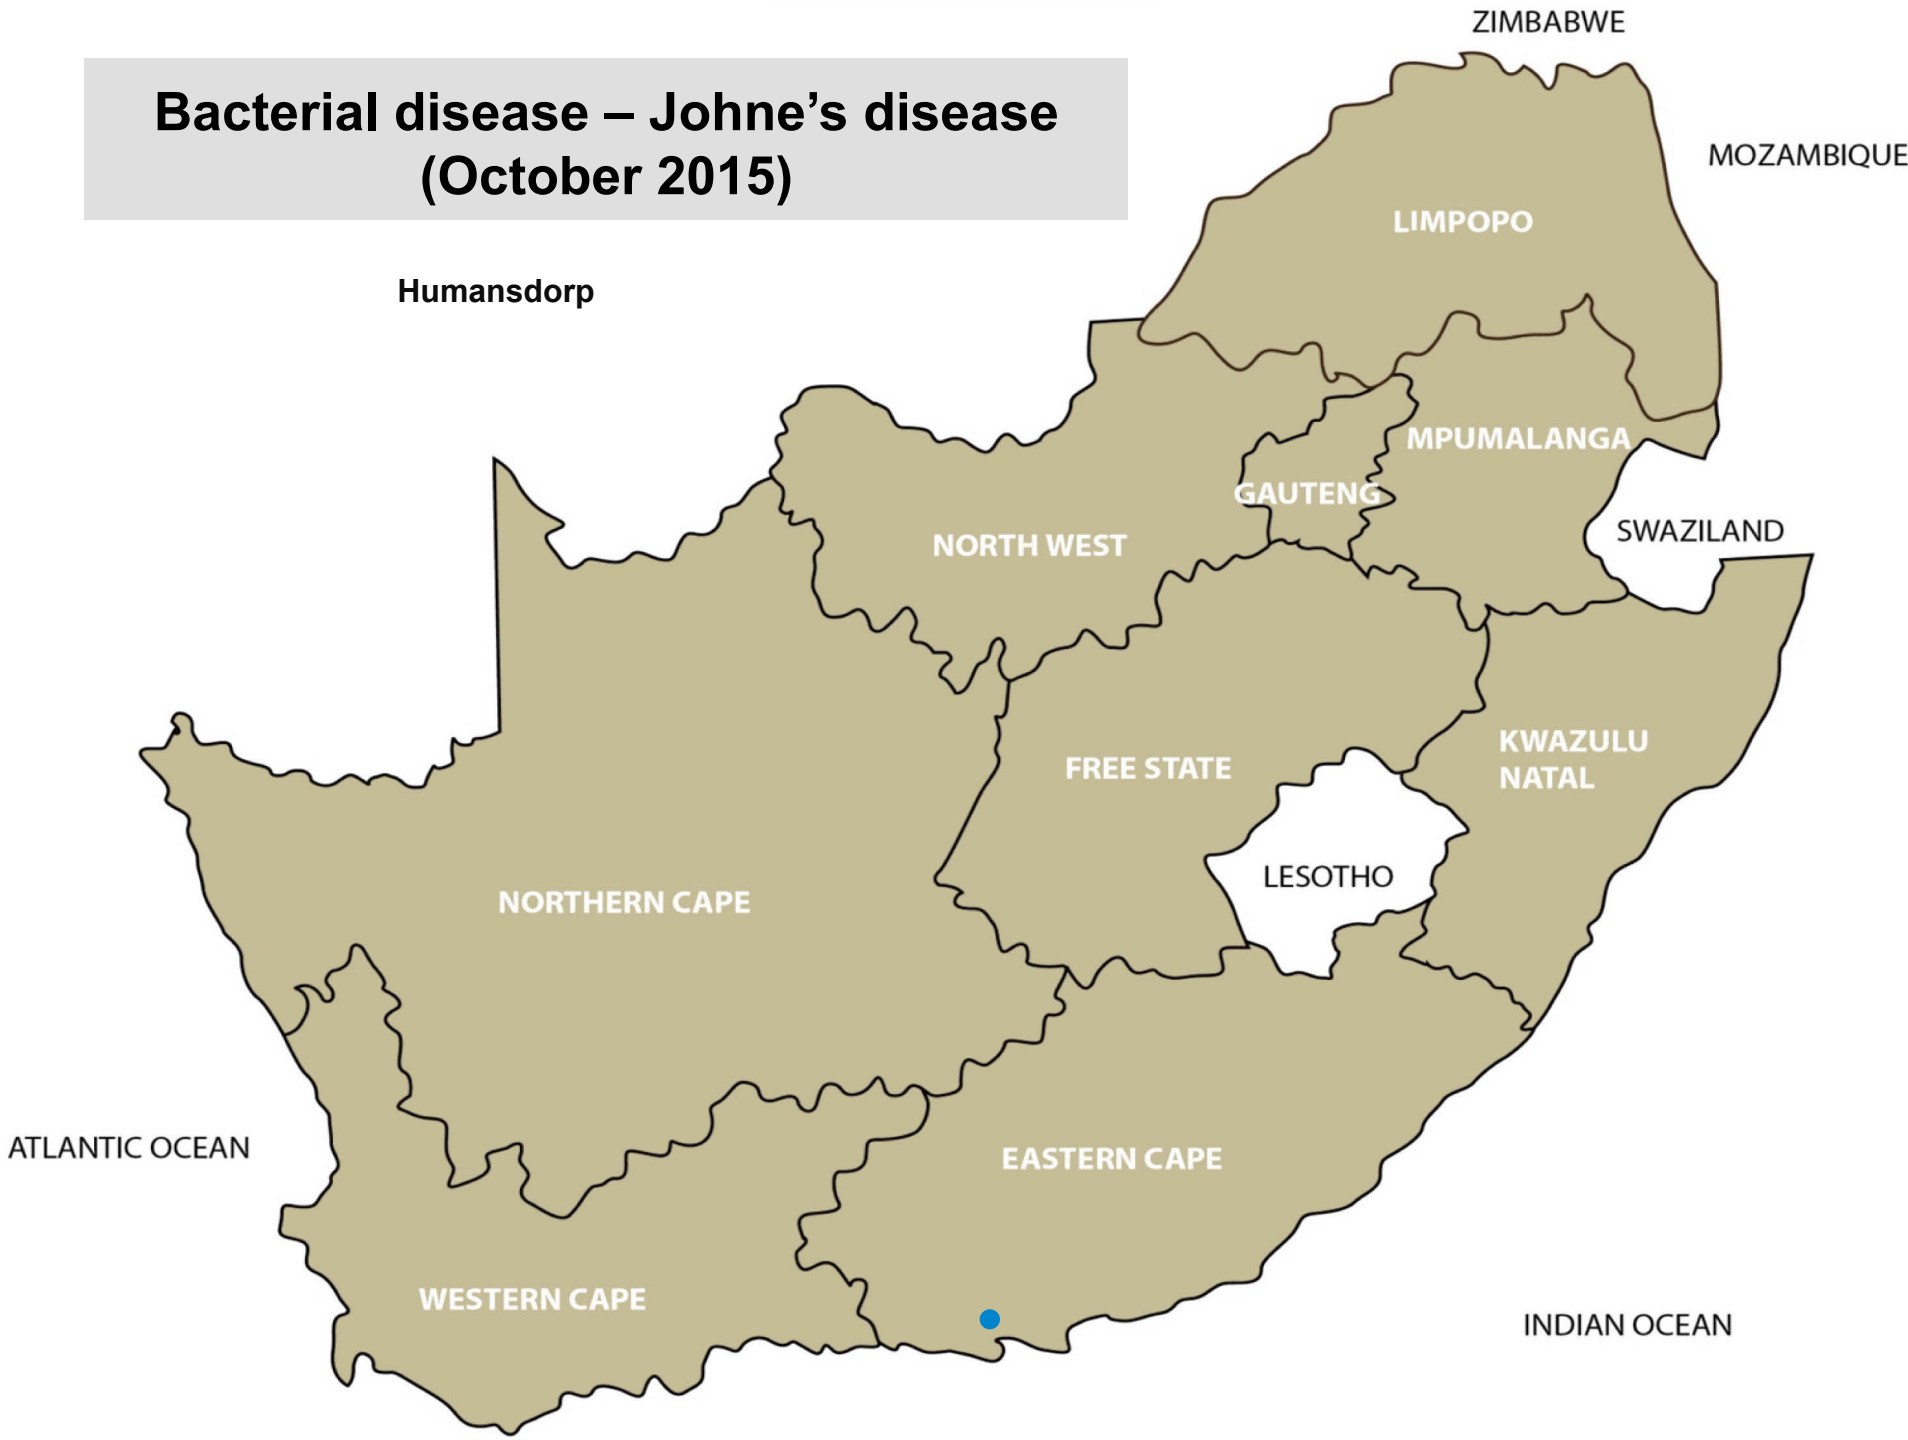 ZIMBABWE
Bacterial disease – Johne’s disease
(October 2015)
MOZAMBIQUE
LIMPOPO
Humansdorp
MPUMALANGA
GAUTENG
SWAZILAND
NORTH WEST
KWAZULU
NATAL
FREE STATE
LESOTHO
NORTHERN CAPE
ATLANTIC OCEAN
EASTERN CAPE
WESTERN CAPE
INDIAN OCEAN